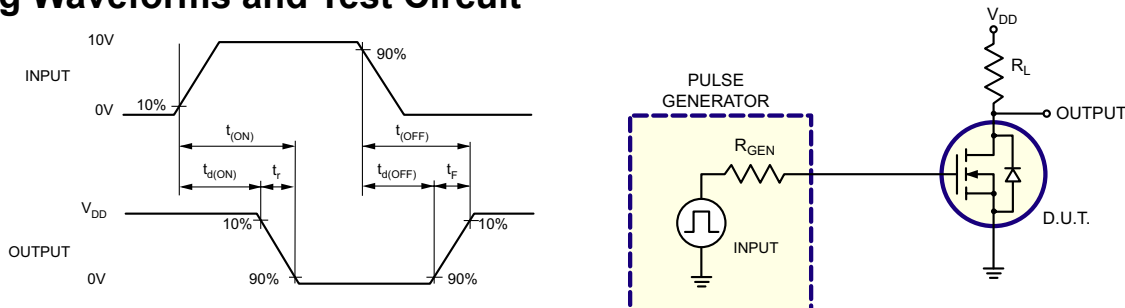 g Waveforms and Test Circuit
10V
INPUT
0V
10%
90%
t(ON)
t(OFF)
td(ON)
tr
td(OFF)
tF
VDD
10%
10%
OUTPUT
0V
90%
90%
PULSE
GENERATOR
RGEN
INPUT
VDD
RL
OUTPUT
D.U.T.